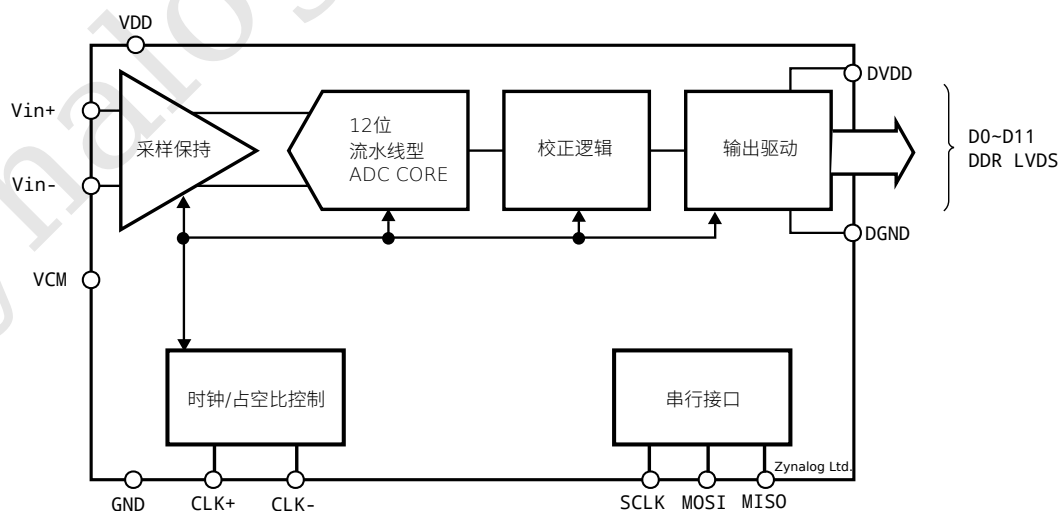 VDD
DVDD
Vin+
采样保持
12位
流水线型
ADC CORE
校正逻辑
输出驱动
D0~D11
DDR LVDS
Vin-
DGND
VCM
时钟/占空比控制
串行接口
Zynalog Ltd.
GND
CLK+
CLK-
SCLK
MOSI
MISO